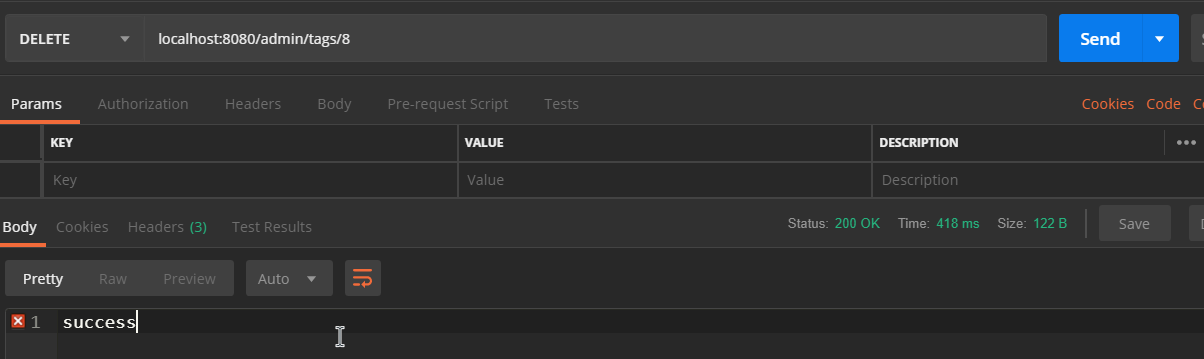 DELETE localhost:8080/admin/tags/8 Send S
Params Authorization Headers Body Pre-request Script Tests Cookies Code Co
KEY VALUE DESCRIPTION •••
Key Value Description
Body Cookies Headers (3) Test Results Status: 200 OK Time: 418 ms Size: 122 B Save
Pretty Raw Preview Auto
1 success